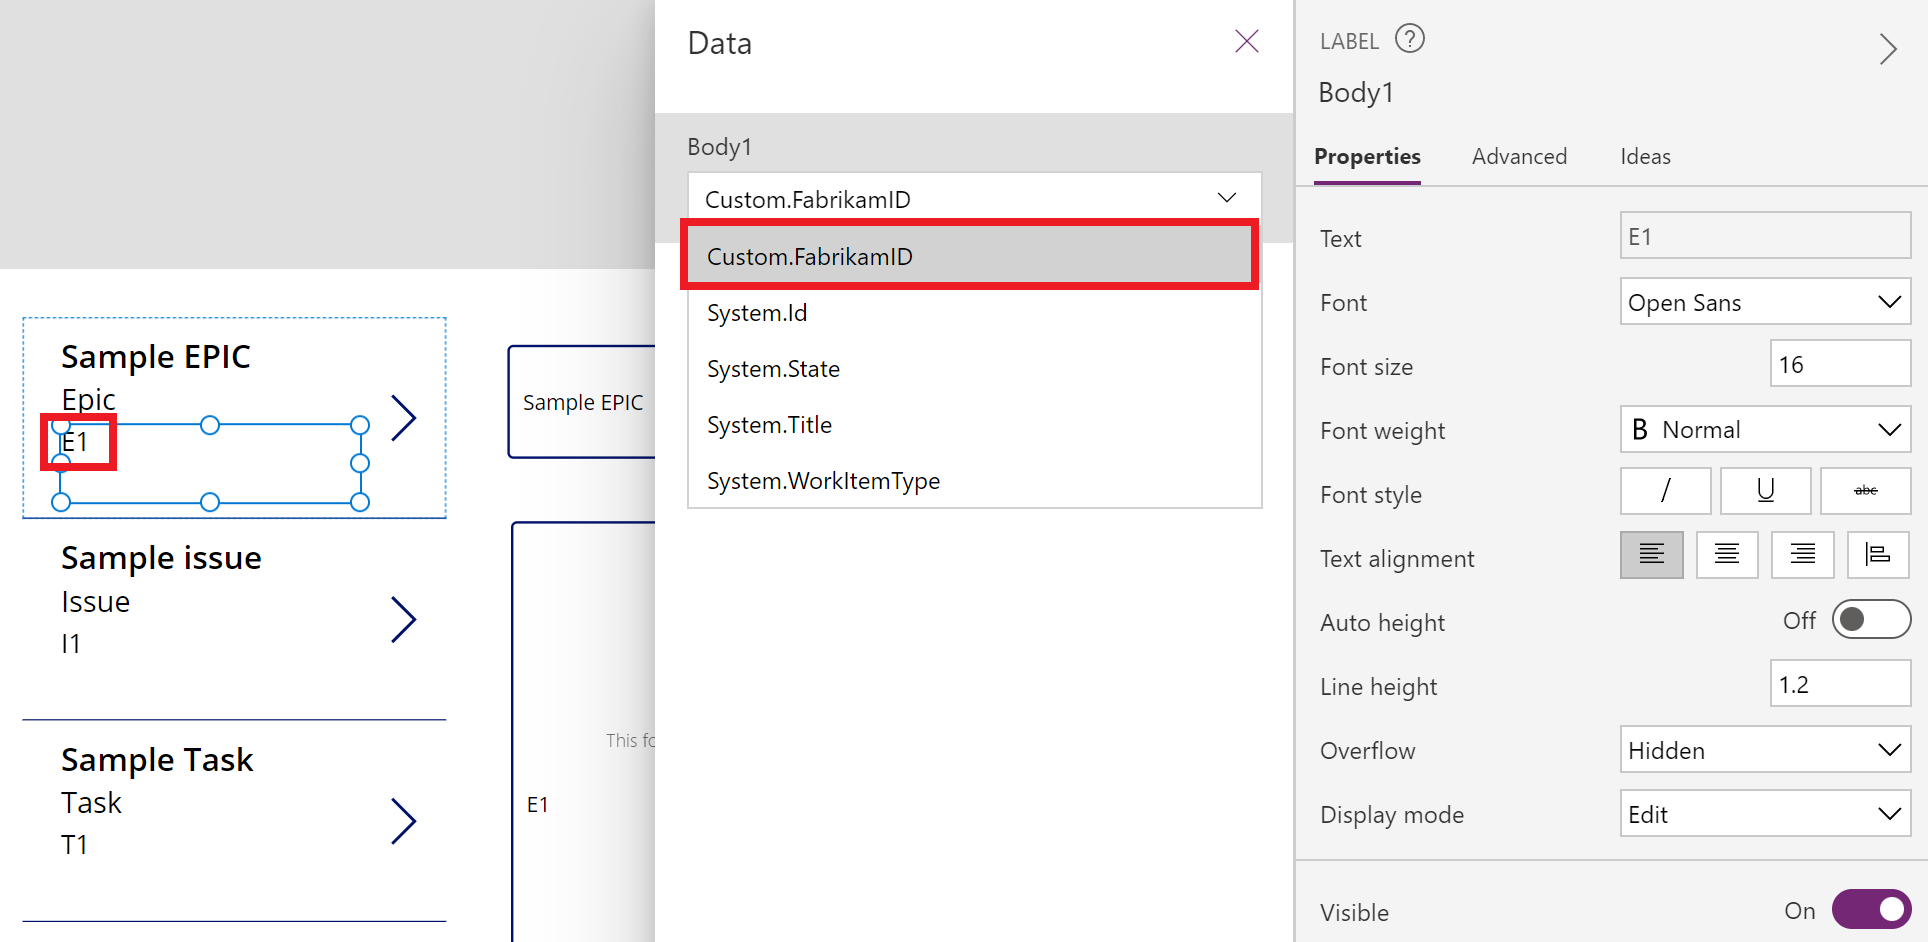 Sample EPIC
Epic
E1
Sample issue
Issue
I1
Sample Task
Task
T1
Sample EPIC
This fo
E1
Data
Body1
Custom.FabrikamID
Custom.FabrikamID
System.Id
System.State
System.Title
System.WorkItemType
LABEL ?
Body1
Properties Advanced Ideas
Text E1
Font Open Sans
Font size 16
Font weight B Normal
Font style / U abc
Text alignment
Auto height Off
Line height 1.2
Overflow Hidden
Display mode Edit
Visible On